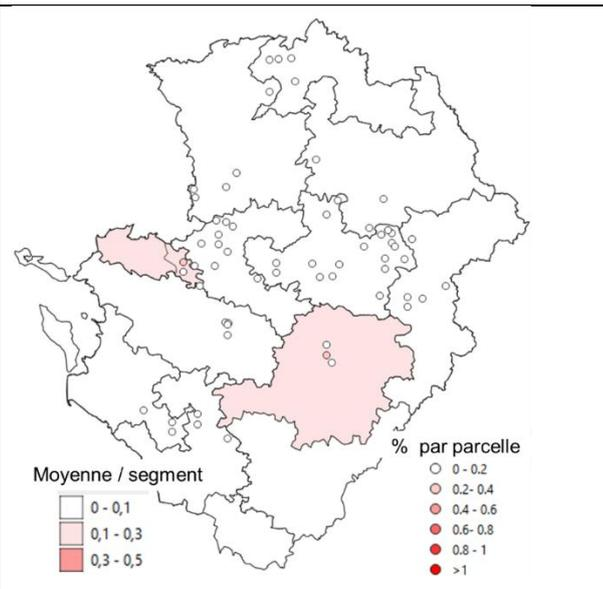 % par parcelle
0 - 0.2
0.2- 0.4
0.4 - 0.6
0.6- 0.8
0.8 - 1
>1
Moyenne / segment
0 - 0,1
0,1 - 0,3
0,3 - 0,5